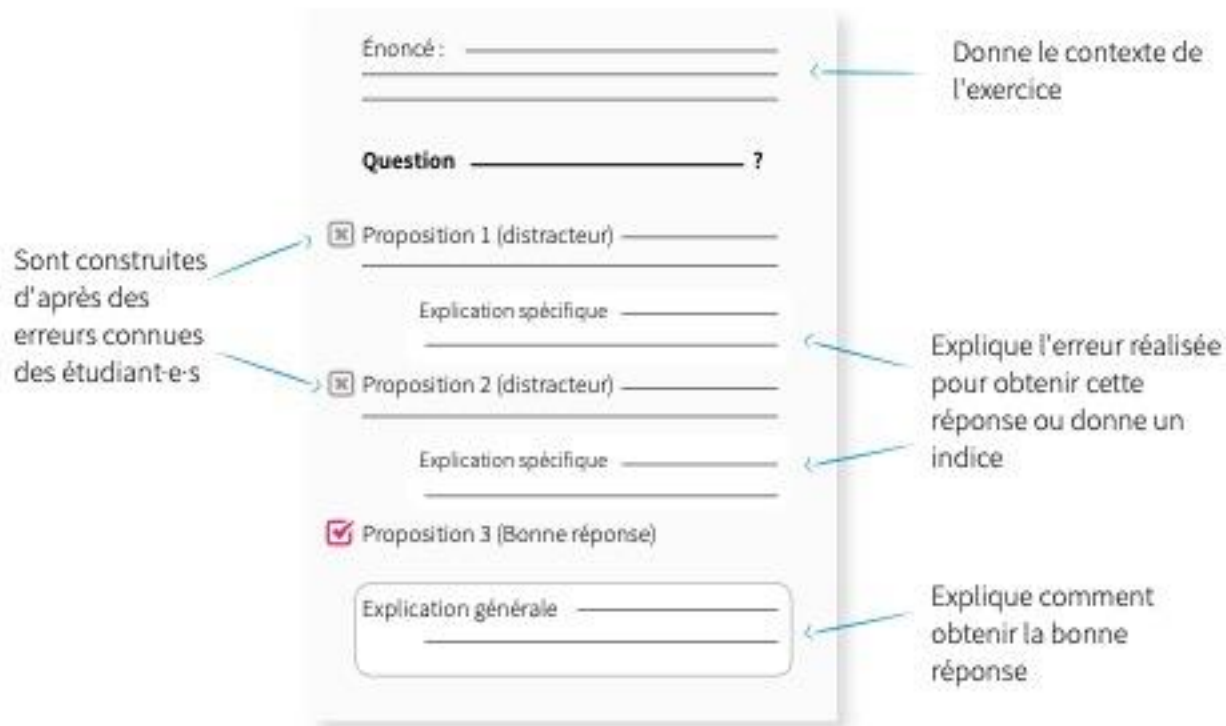 Énoncé :
Donne le contexte de
l'exercice
Question ?
Proposition 1 (distracteur)
Sont construites
d'après des
erreurs connues
des étudiant·e·s
Explication spécifique
Proposition 2 (distracteur)
Explique l'erreur réalisée
pour obtenir cette
réponse ou donne un
indice
Explication spécifique
Proposition 3 (Bonne réponse)
Explication générale
Explique comment
obtenir la bonne
réponse